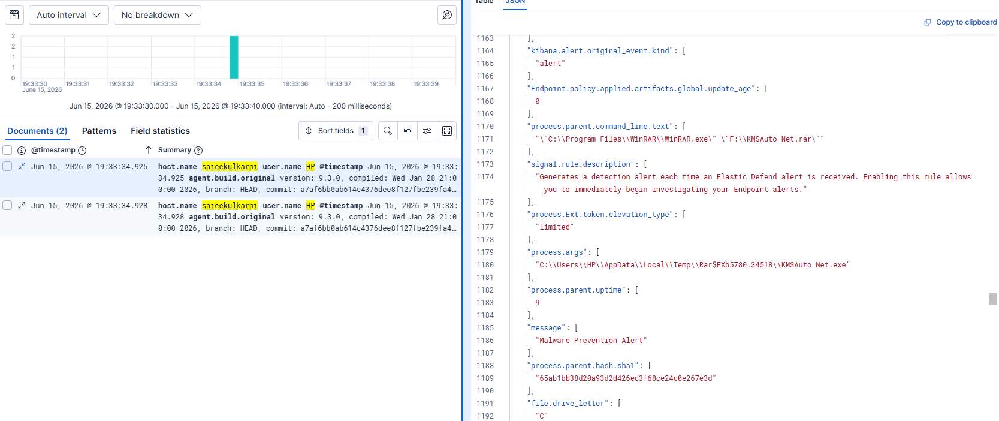 Auto interval
No breakdown
2
2
1
1
0
19:33:30
19:33:31
19:33:32
19:33:33
19:33:34
19:33:35
19:33:36
19:33:37
19:33:38
19:33:39
June 15, 2026
Jun 15, 2026 @ 19:33:30.000 - Jun 15, 2026 @ 19:33:40.000 (interval: Auto - 200 milliseconds)
Documents (2)
Patterns
Field statistics
Sort fields 1
@timestamp
Summary
Jun 15, 2026 @ 19:33:34.925
host.name saieekulkarni user.name HP @timestamp Jun 15, 2026 @ 19:33:
34.925 agent.build.original version: 9.3.0, compiled: Wed Jan 28 21:0
0:00 2026, branch: HEAD, commit: a7af6bb0ab614c4376dee8f127fbe239fa4…
Jun 15, 2026 @ 19:33:34.928
host.name saieekulkarni user.name HP @timestamp Jun 15, 2026 @ 19:33:
34.928 agent.build.original version: 9.3.0, compiled: Wed Jan 28 21:0
0:00 2026, branch: HEAD, commit: a7af6bb0ab614c4376dee8f127fbe239fa4…
Table
JSON
Copy to clipboard
1163 ],
1164 "kibana.alert.original_event.kind": [
1165 "alert"
1166 ],
1167 "Endpoint.policy.applied.artifacts.global.update_age": [
1168 0
1169 ],
1170 "process.parent.command_line.text": [
1171 "\"C:\\Program Files\\WinRAR\\WinRAR.exe\" \"F:\\KMSAuto Net.rar\""
1172 ],
1173 "signal.rule.description": [
1174 "Generates a detection alert each time an Elastic Defend alert is received. Enabling this rule allows
you to immediately begin investigating your Endpoint alerts."
1175 ],
1176 "process.Ext.token.elevation_type": [
1177 "limited"
1178 ],
1179 "process.args": [
1180 "C:\\Users\\HP\\AppData\\Local\\Temp\\Rar$EXb5780.34518\\KMSAuto Net.exe"
1181 ],
1182 "process.parent.uptime": [
1183 9
1184 ],
1185 "message": [
1186 "Malware Prevention Alert"
1187 ],
1188 "process.parent.hash.sha1": [
1189 "65ab1bb38d20a93d2d426ec3f68ce24c0e267e3d"
1190 ],
1191 "file.drive_letter": [
1192 "C"